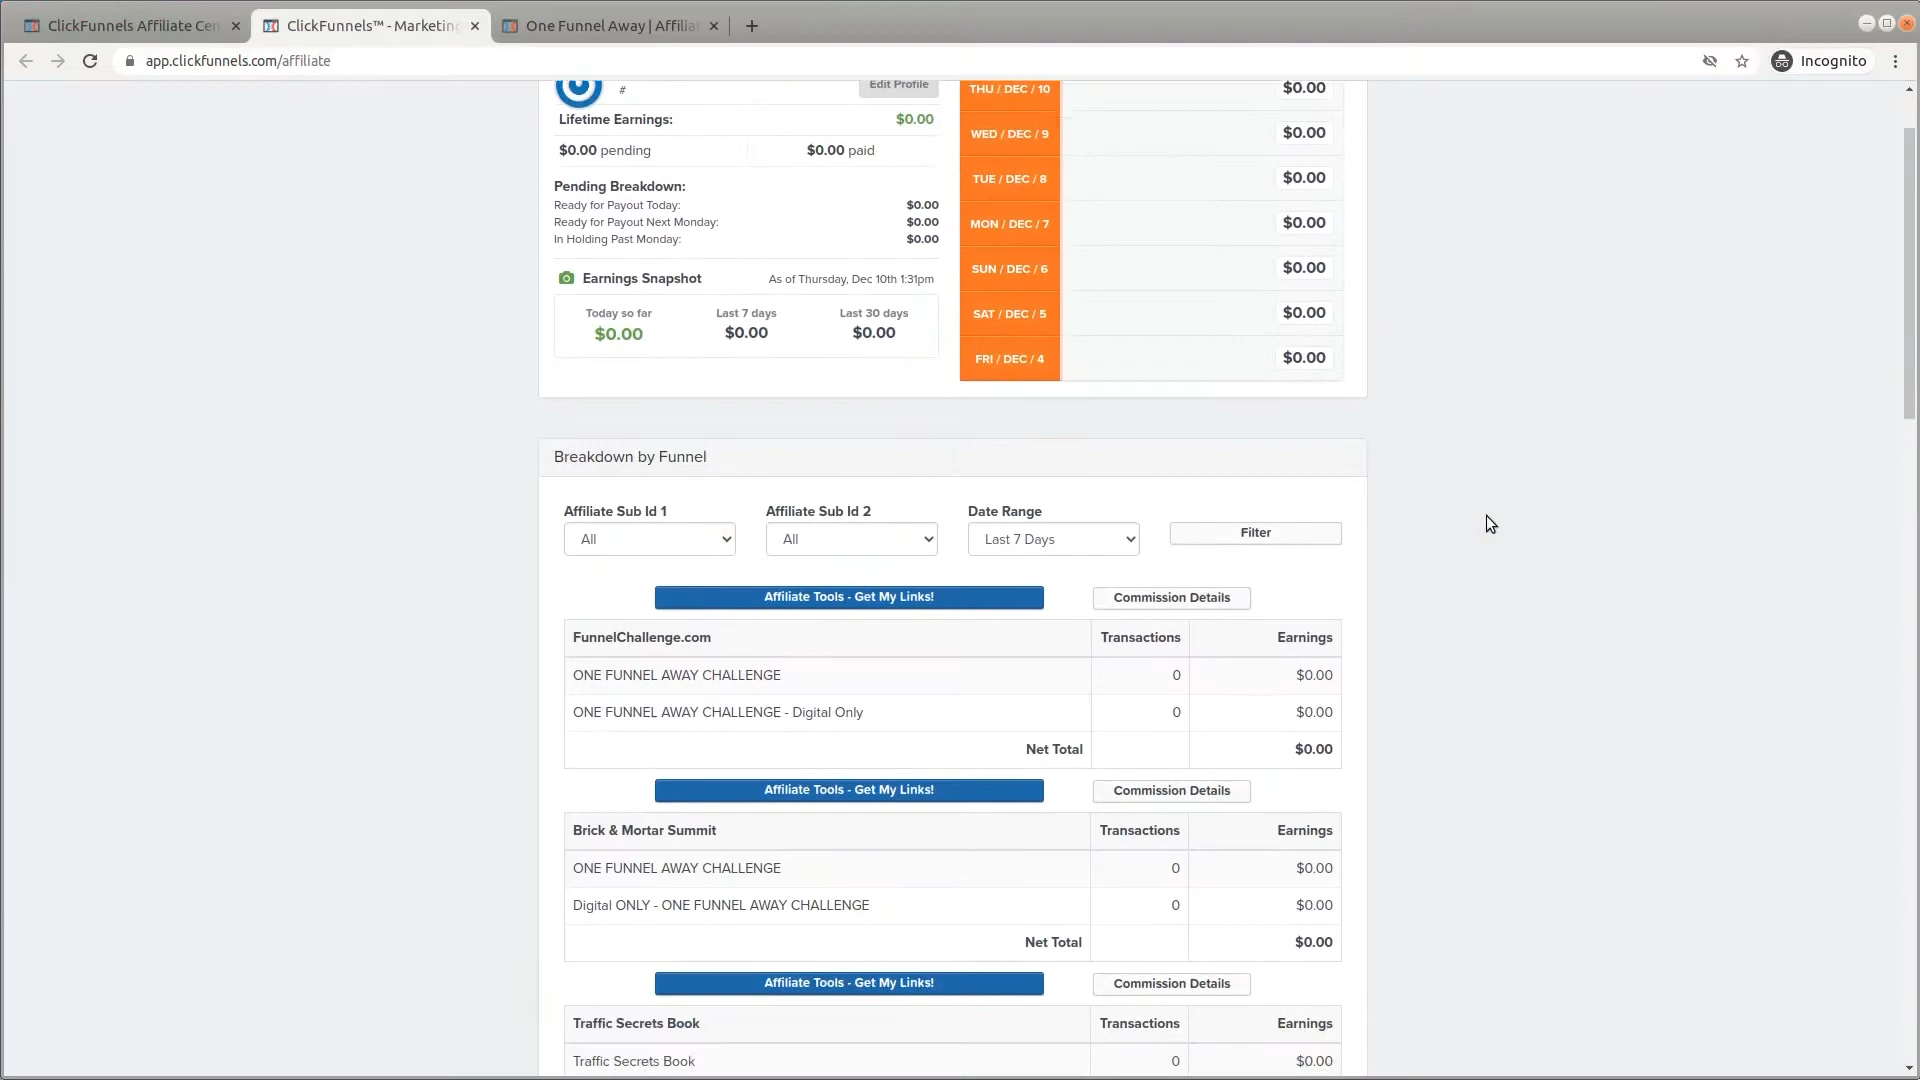 ClickFunnels Affiliate Cen
ClickFunnels™ - Marketing
One Funnel Away | Affilia
app.clickfunnels.com/affiliate
Incognito
#
Edit Profile
Lifetime Earnings: $0.00
$0.00 pending $0.00 paid
Pending Breakdown:
Ready for Payout Today: $0.00
Ready for Payout Next Monday: $0.00
In Holding Past Monday: $0.00
Earnings Snapshot As of Thursday, Dec 10th 1:31pm
Today so far Last 7 days Last 30 days
$0.00 $0.00 $0.00
THU / DEC / 10 $0.00
WED / DEC / 9 $0.00
TUE / DEC / 8 $0.00
MON / DEC / 7 $0.00
SUN / DEC / 6 $0.00
SAT / DEC / 5 $0.00
FRI / DEC / 4 $0.00
Breakdown by Funnel
Affiliate Sub Id 1 Affiliate Sub Id 2 Date Range
All All Last 7 Days Filter
Affiliate Tools - Get My Links! Commission Details
FunnelChallenge.com Transactions Earnings
ONE FUNNEL AWAY CHALLENGE 0 $0.00
ONE FUNNEL AWAY CHALLENGE - Digital Only 0 $0.00
Net Total $0.00
Affiliate Tools - Get My Links! Commission Details
Brick & Mortar Summit Transactions Earnings
ONE FUNNEL AWAY CHALLENGE 0 $0.00
Digital ONLY - ONE FUNNEL AWAY CHALLENGE 0 $0.00
Net Total $0.00
Affiliate Tools - Get My Links! Commission Details
Traffic Secrets Book Transactions Earnings
Traffic Secrets Book 0 $0.00